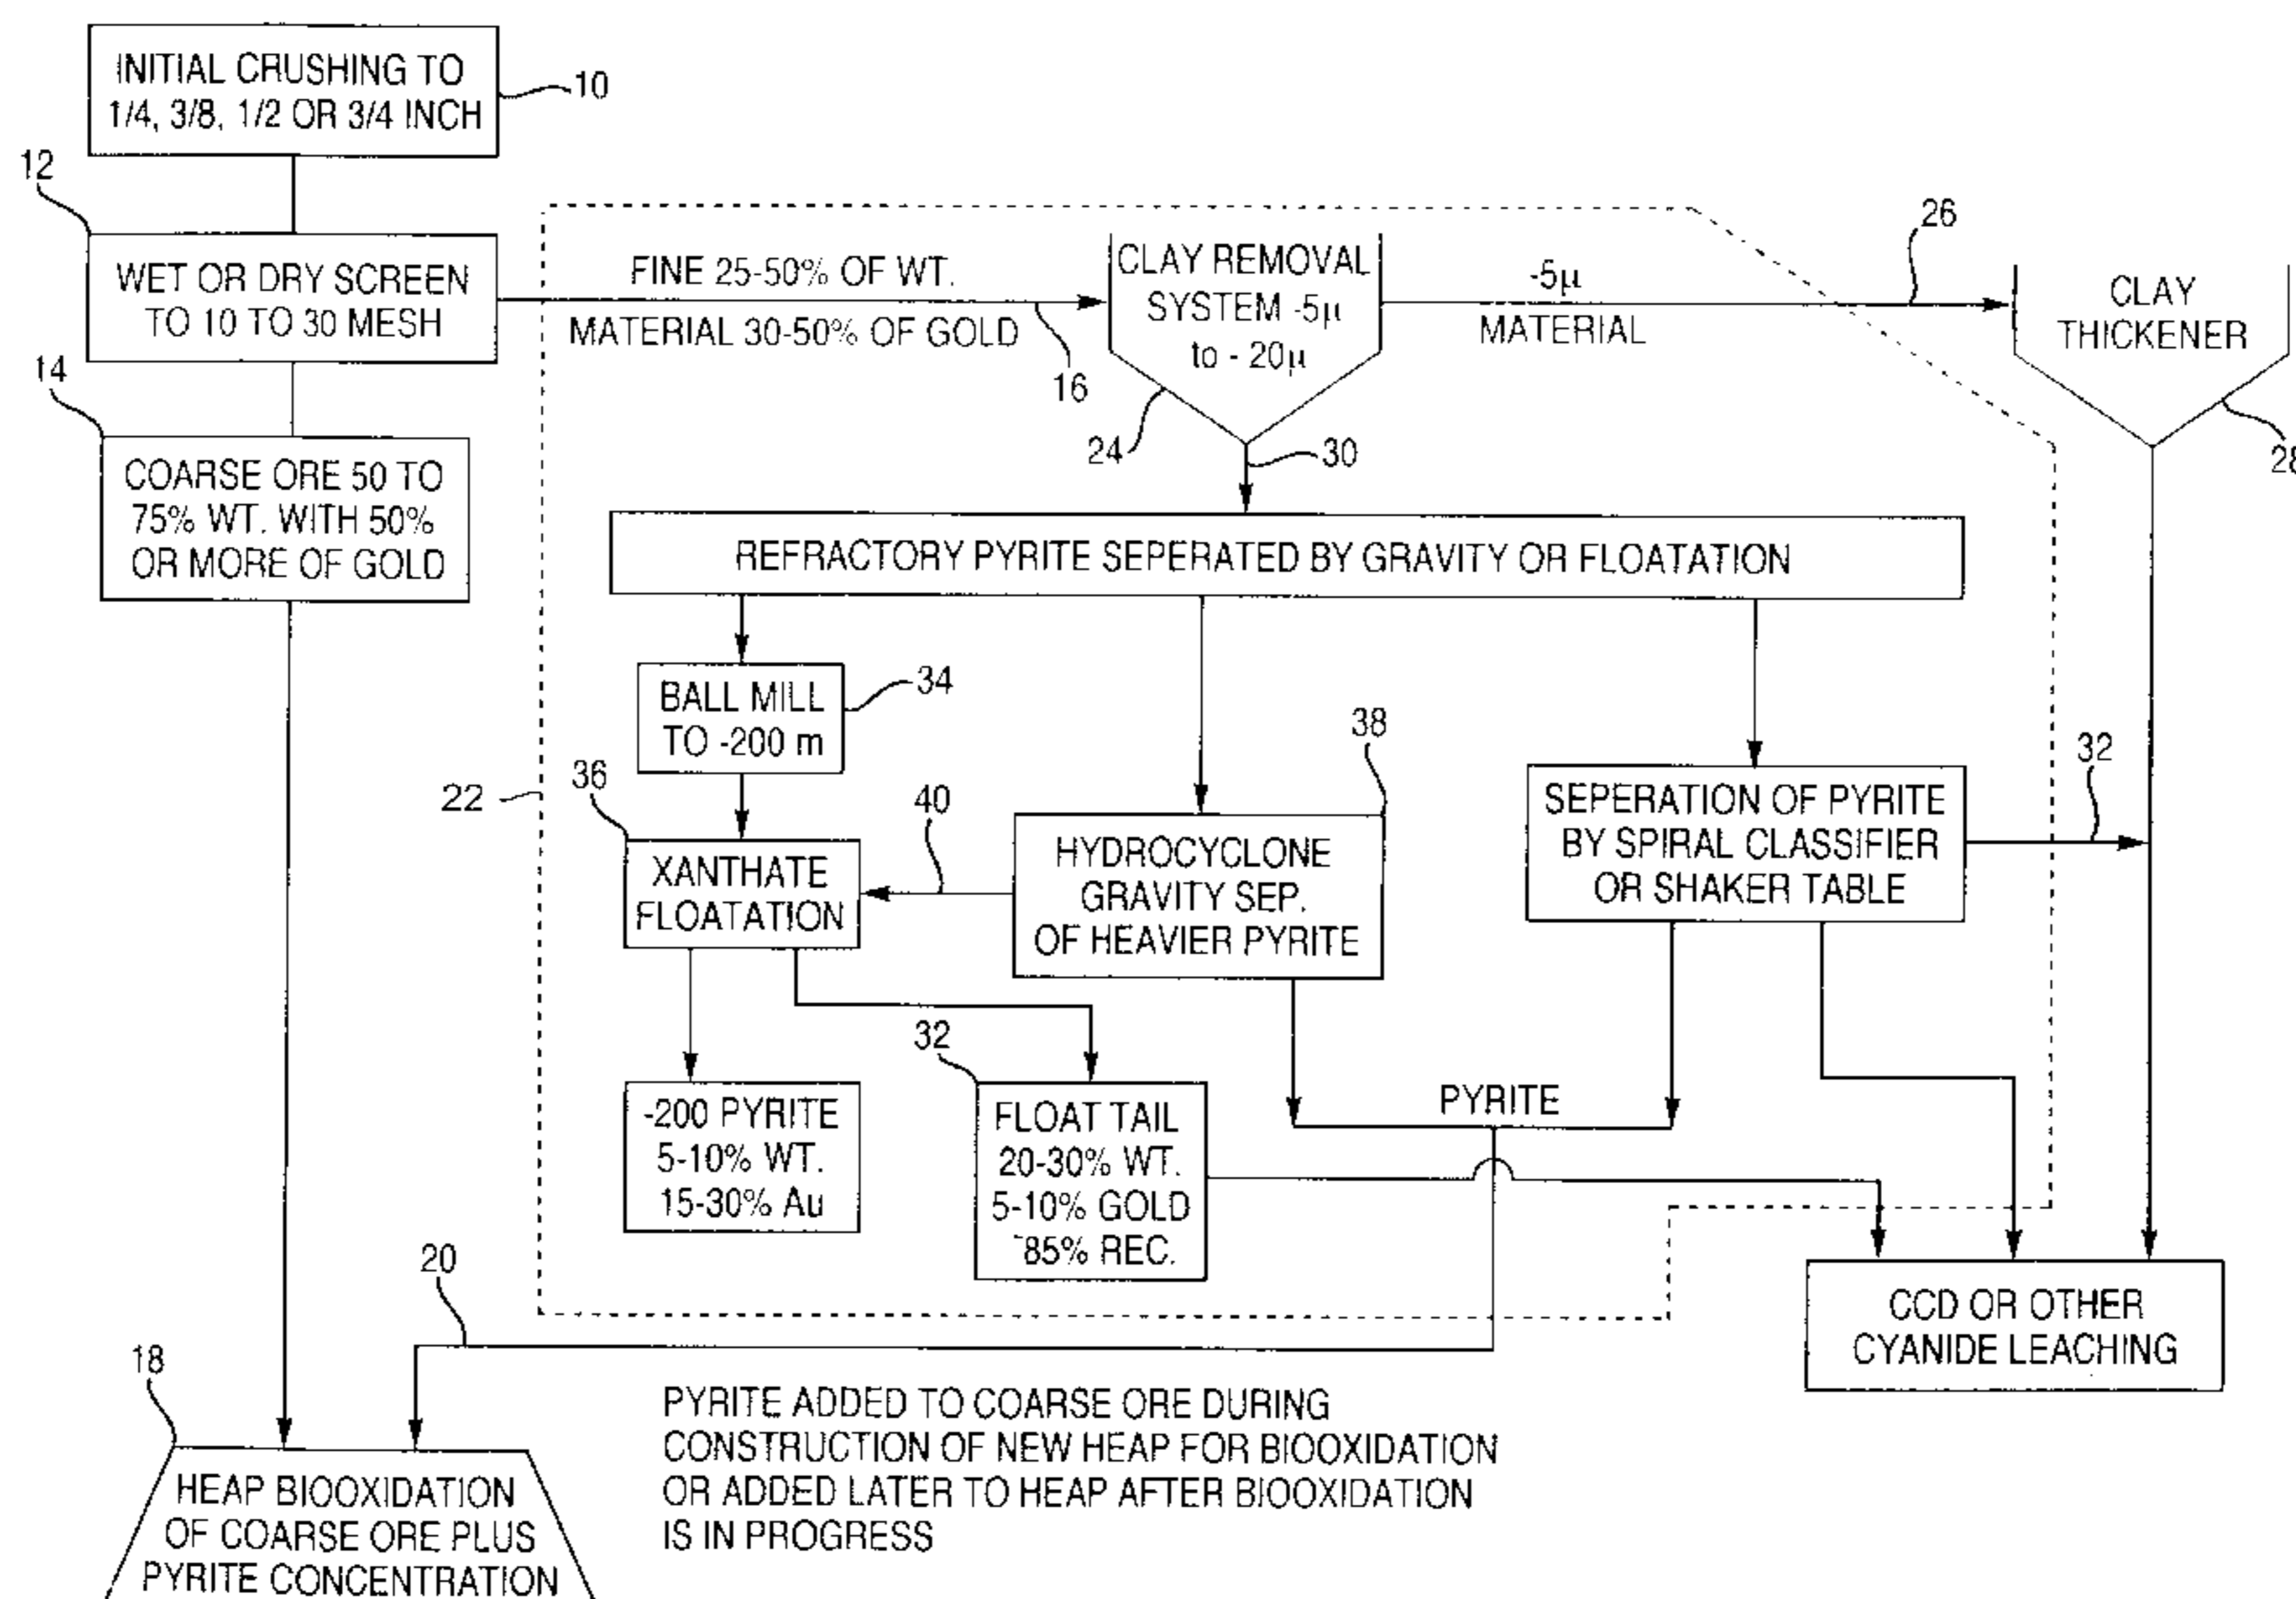 INITIAL CRUSHING TO
1/4, 3/8, 1/2 OR 3/4 INCH
10
12
WET OR DRY SCREEN
TO 10 TO 30 MESH
FINE 25-50% OF WT.
MATERIAL 30-50% OF GOLD
16
CLAY REMOVAL
SYSTEM -5µ
to - 20µ
24
-5µ
MATERIAL
26
CLAY
THICKENER
28
14
COARSE ORE 50 TO
75% WT. WITH 50%
OR MORE OF GOLD
30
REFRACTORY PYRITE SEPERATED BY GRAVITY OR FLOATATION
BALL MILL
TO -200 m
34
22
36
XANTHATE
FLOATATION
40
38
HYDROCYCLONE
GRAVITY SEP.
OF HEAVIER PYRITE
SEPERATION OF PYRITE
BY SPIRAL CLASSIFIER
OR SHAKER TABLE
32
-200 PYRITE
5-10% WT.
15-30% Au
32
FLOAT TAIL
20-30% WT.
5-10% GOLD
~85% REC.
PYRITE
CCD OR OTHER
CYANIDE LEACHING
20
18
HEAP BIOOXIDATION
OF COARSE ORE PLUS
PYRITE CONCENTRATION
PYRITE ADDED TO COARSE ORE DURING
CONSTRUCTION OF NEW HEAP FOR BIOOXIDATION
OR ADDED LATER TO HEAP AFTER BIOOXIDATION
IS IN PROGRESS